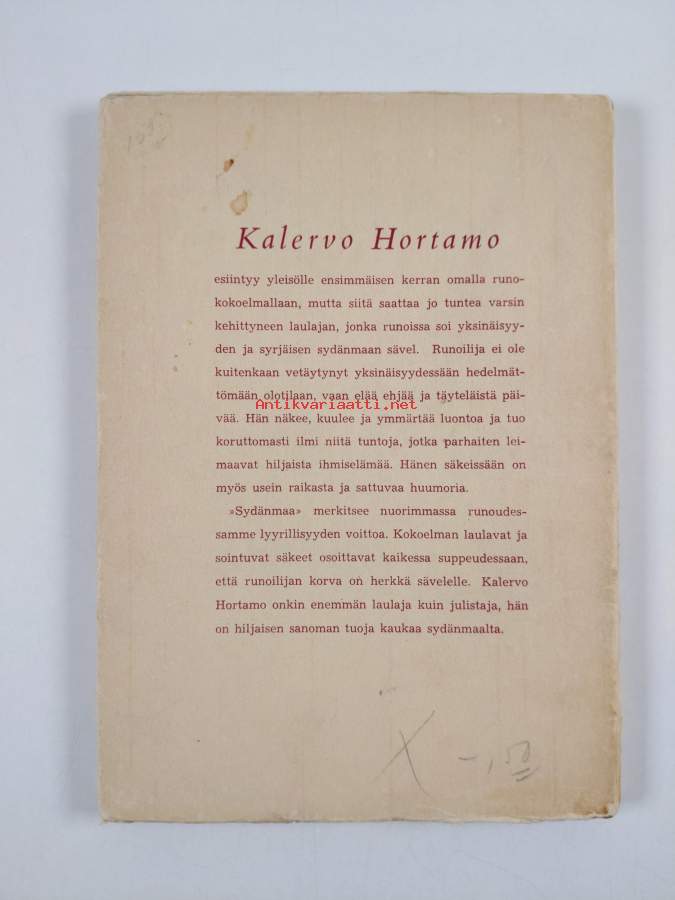 Kalervo Hortamo
esiintyy yleisölle ensimmäisen kerran omalla runo-
kokoelmallaan, mutta siitä saattaa jo tuntea varsin
kehittyneen laulajan, jonka runoissa soi yksinäisyy-
den ja syrjäisen sydänmaan sävel. Runoilija ei ole
kuitenkaan vetäytynyt yksinäisyydessään hedelmät-
tömään olotilaan, vaan elää ehjää ja täyteläistä päi-
Antikvariaatti.net
vää. Hän näkee, kuulee ja ymmärtää luontoa ja tuo
koruttomasti ilmi niitä tuntoja, jotka parhaiten lei-
maavat hiljaista ihmiselämää. Hänen säkeissään on
myös usein raikasta ja sattuvaa huumoria.
»Sydänmaa» merkitsee nuorimmassa runoudes-
samme lyyrillisyyden voittoa. Kokoelman laulavat ja
sointuvat säkeet osoittavat kaikessa suppeudessaan,
että runoilijan korva on herkkä sävelelle. Kalervo
Hortamo onkin enemmän laulaja kuin julistaja, hän
on hiljaisen sanoman tuoja kaukaa sydänmaalta.
X -,50